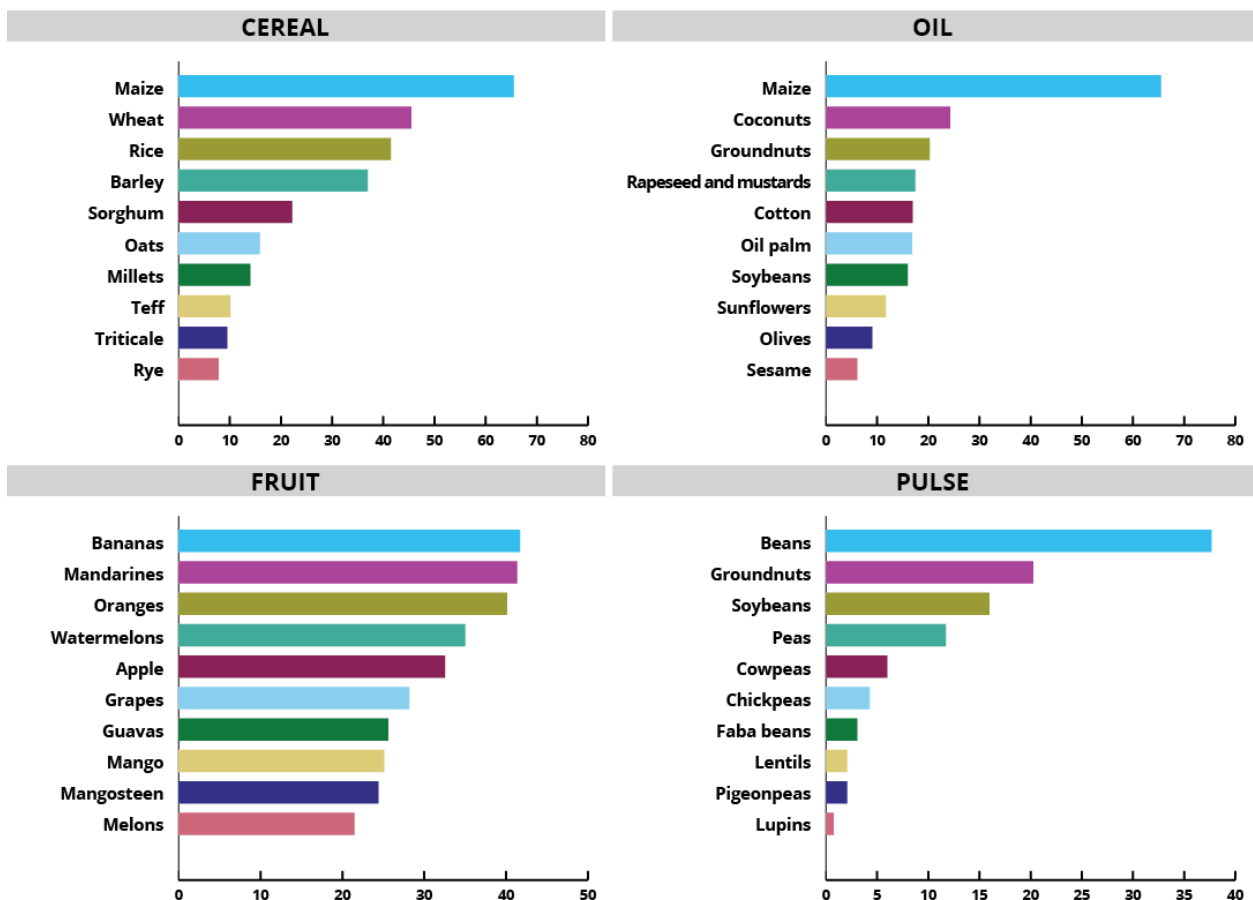 CEREAL
Maize
Wheat
Rice
Barley
Sorghum
Oats
Millets
Teff
Triticale
Rye
0 10 20 30 40 50 60 70 80
OIL
Maize
Coconuts
Groundnuts
Rapeseed and mustards
Cotton
Oil palm
Soybeans
Sunflowers
Olives
Sesame
0 10 20 30 40 50 60 70 80
FRUIT
Bananas
Mandarines
Oranges
Watermelons
Apple
Grapes
Guavas
Mango
Mangosteen
Melons
0 10 20 30 40 50
PULSE
Beans
Groundnuts
Soybeans
Peas
Cowpeas
Chickpeas
Faba beans
Lentils
Pigeonpeas
Lupins
0 5 10 15 20 25 30 35 40